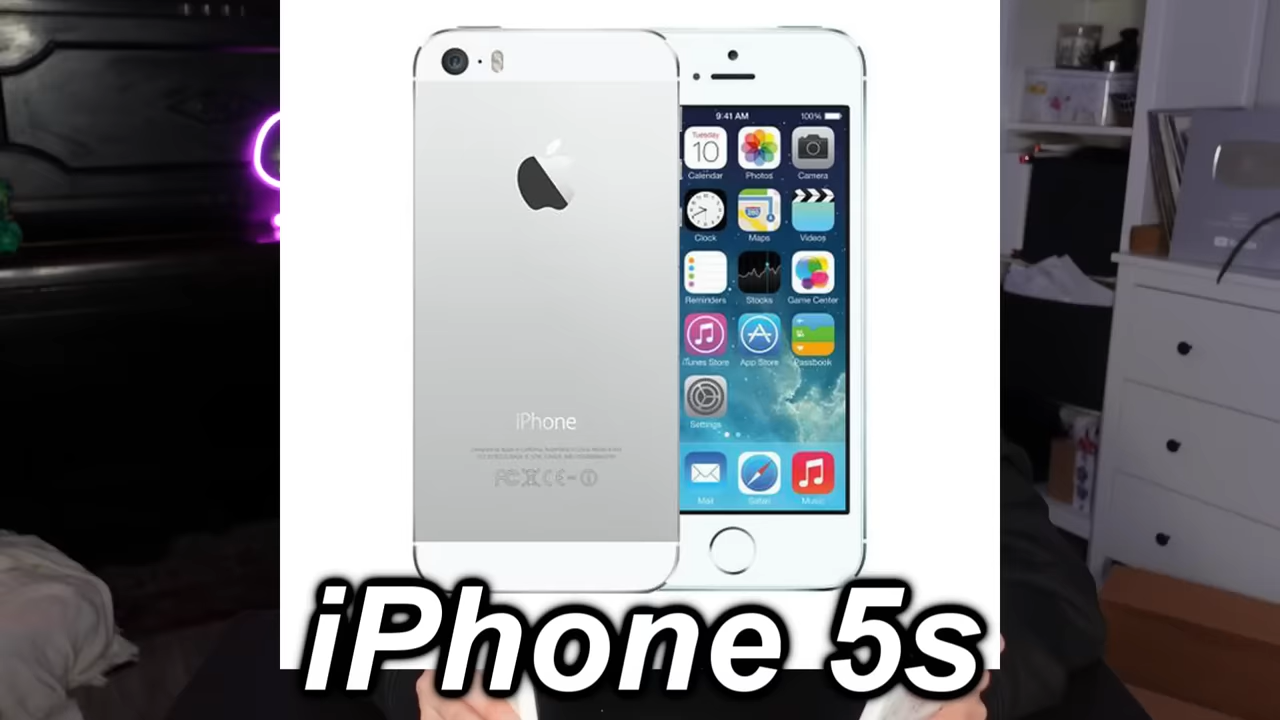 9:41 AM 100%
Tuesday
10
Calendar Photos Camera
Clock Maps Videos
Reminders Stocks Game Center
iTunes Store App Store Passbook
Settings
Mail Safari Music
iPhone
iPhone 5s